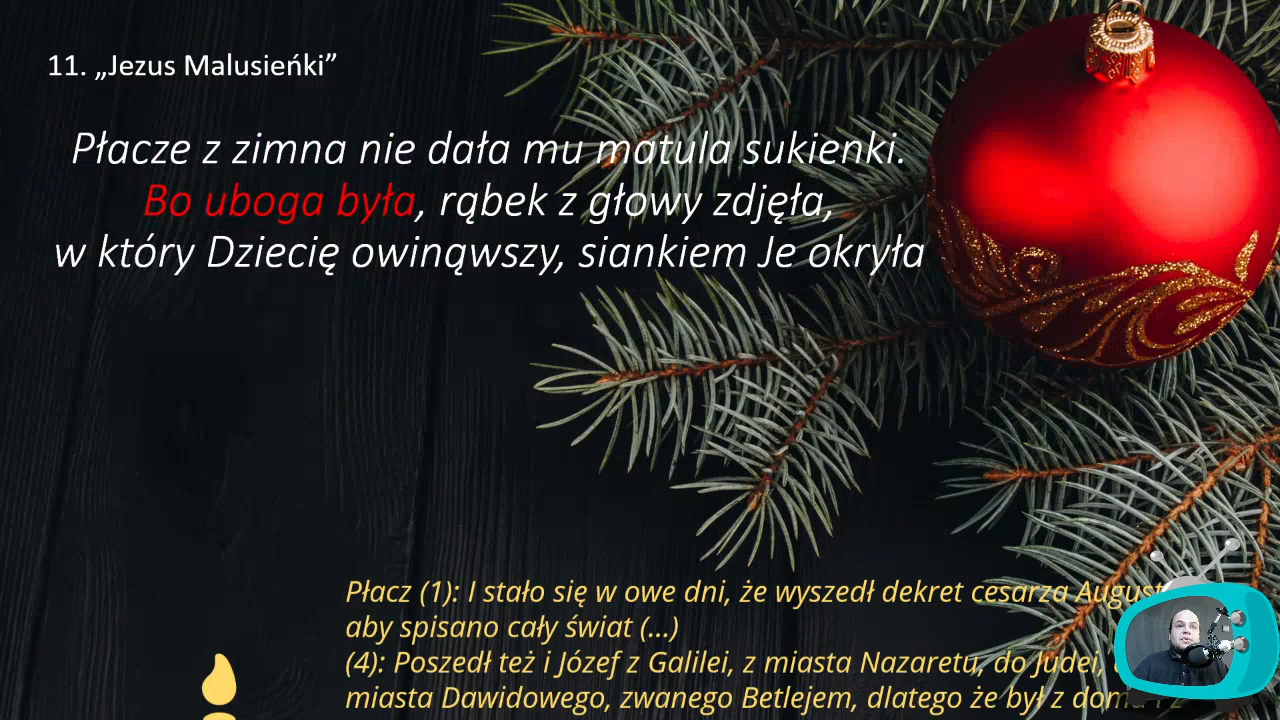 11. „Jezus Malusieńki”
Płacze z zimna nie dała mu matula sukienki.
Bo uboga była, rąbek z głowy zdjęła,
w który Dziecię owinąwszy, siankiem Je okryła
Płacz (1): I stało się w owe dni, że wyszedł dekret cesarza
aby spisano cały świat (...)
(4): Poszedł też i Józef z Galilei, z miasta Nazaretu, do Judei,
miasta Dawidowego, zwanego Betlejem, dlatego że był z